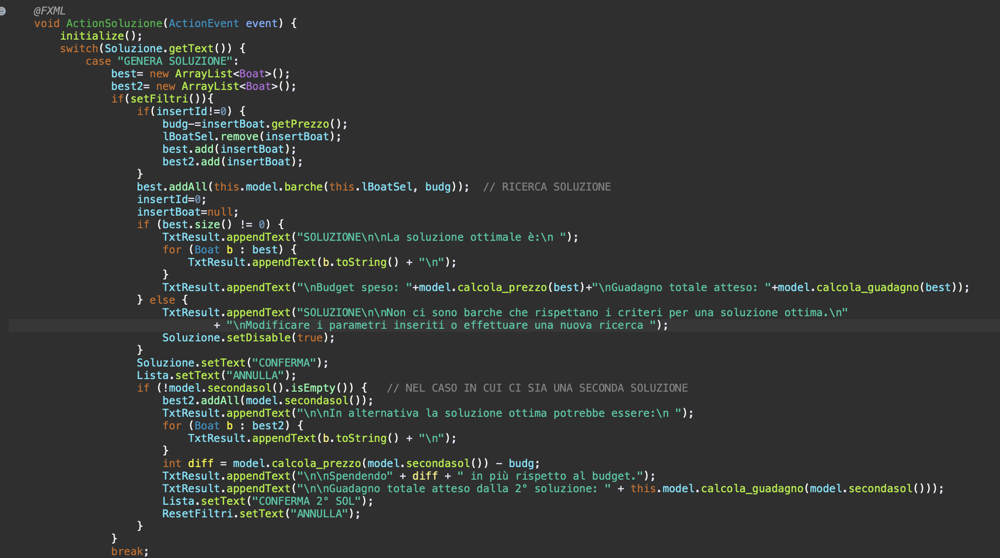 @FXML
void ActionSoluzione(ActionEvent event) {
initialize();
switch(Soluzione.getText()) {
case "GENERA SOLUZIONE":
best= new ArrayList<Boat>();
best2= new ArrayList<Boat>();
if(setFiltri()){
if(insertId!=0) {
budg-=insertBoat.getPrezzo();
lBoatSel.remove(insertBoat);
best.add(insertBoat);
best2.add(insertBoat);
}
best.addAll(this.model.barche(this.lBoatSel, budg));  // RICERCA SOLUZIONE
insertId=0;
insertBoat=null;
if (best.size() != 0) {
TxtResult.appendText("SOLUZIONE\n\nLa soluzione ottimale è:\n ");
for (Boat b : best) {
TxtResult.appendText(b.toString() + "\n");
}
TxtResult.appendText("\nBudget speso: "+model.calcola_prezzo(best)+"\nGuadagno totale atteso: "+model.calcola_guadagno(best));
} else {
TxtResult.appendText("SOLUZIONE\n\nNon ci sono barche che rispettano i criteri per una soluzione ottima.\n"
+ "\nModificare i parametri inseriti o effettuare una nuova ricerca ");
Soluzione.setDisable(true);
}
Soluzione.setText("CONFERMA");
Lista.setText("ANNULLA");
if (!model.secondasol().isEmpty()) {   // NEL CASO IN CUI CI SIA UNA SECONDA SOLUZIONE
best2.addAll(model.secondasol());
TxtResult.appendText("\n\nIn alternativa la soluzione ottima potrebbe essere:\n ");
for (Boat b : best2) {
TxtResult.appendText(b.toString() + "\n");
}
int diff = model.calcola_prezzo(model.secondasol()) - budg;
TxtResult.appendText("\n\nSpendendo" + diff + " in più rispetto al budget.");
TxtResult.appendText("\n\nGuadagno totale atteso dalla 2° soluzione: " + this.model.calcola_guadagno(model.secondasol()));
Lista.setText("CONFERMA 2° SOL");
ResetFiltri.setText("ANNULLA");
}
}
break;